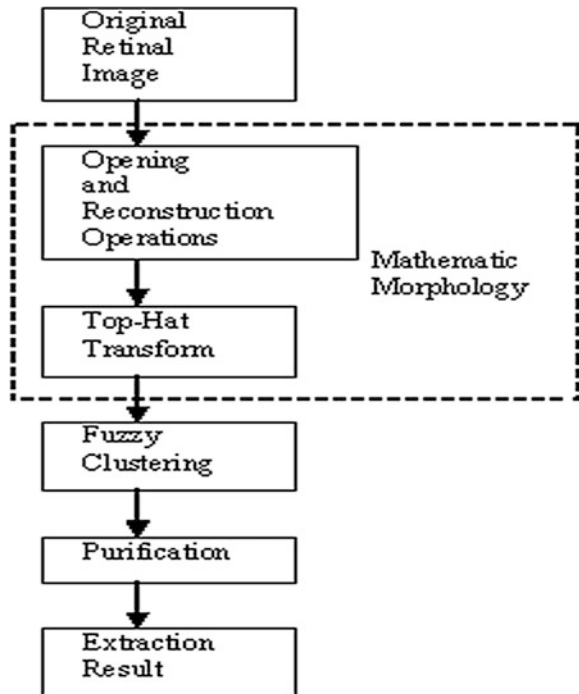 Original
Retinal
Image
Opening
and
Reconstruction
Operations
Mathematic
Morphology
Top-Hat
Transform
Fuzzy
Clustering
Purification
Extraction
Result